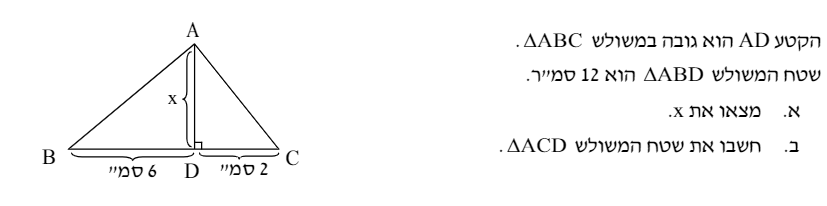 הקטע AD הוא גובה במשולש ΔABC.
שטח המשולש ΔABD הוא 12 סמ״ר.
א. מצאו את x.
ב. חשבו את שטח המשולש ΔACD.
A
x
B
D
C
6 סמ״
2 סמ״